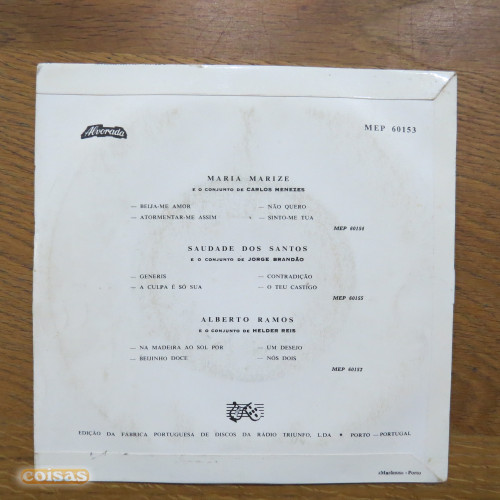 Alvorada
MEP 60153
MARIA MARIZE
E O CONJUNTO DE CARLOS MENEZES
— BEIJA-ME AMOR — NÃO QUERO
— ATORMENTAR-ME ASSIM — SINTO-ME TUA
MEP 60154
SAUDADE DOS SANTOS
E O CONJUNTO DE JORGE BRANDÃO
— GENERIS — CONTRADIÇÃO
— A CULPA É SÓ SUA — O TEU CASTIGO
MEP 60155
ALBERTO RAMOS
E O CONJUNTO DE HELDER REIS
— NA MADEIRA AO SOL POR — UM DESEJO
— BEIJINHO DOCE — NÓS DOIS
MEP 60152
EDIÇÃO DA FÁBRICA PORTUGUESA DE DISCOS DA RÁDIO TRIUNFO, LDA • PORTO — PORTUGAL
coisas